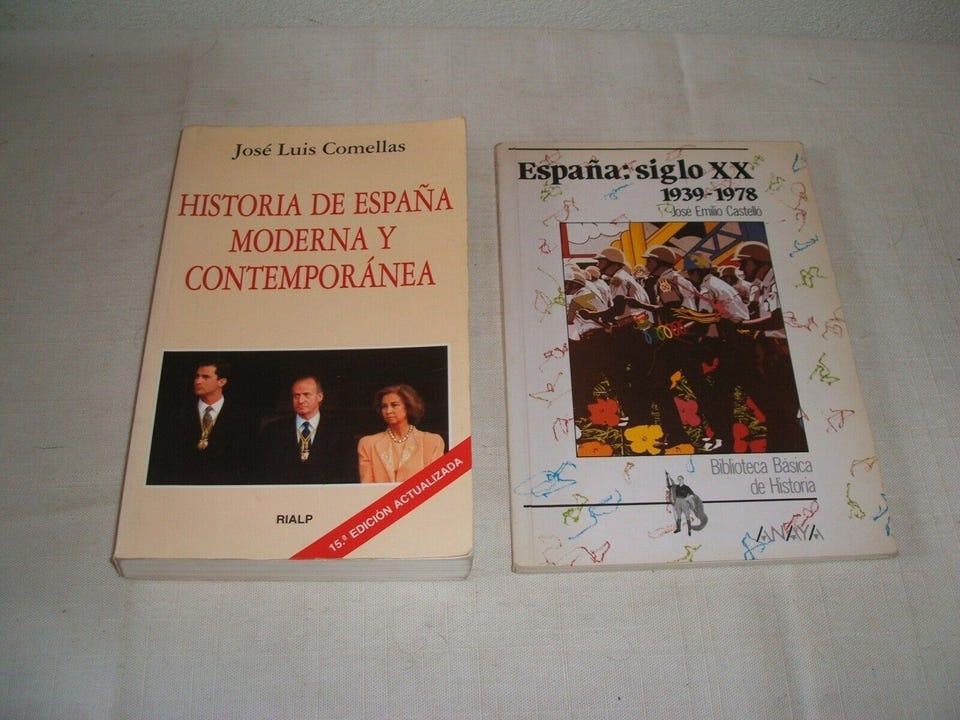 José Luis Comellas
HISTORIA DE ESPAÑA
MODERNA Y
CONTEMPORÁNEA
RIALP
15.ª EDICIÓN ACTUALIZADA
España: siglo XX
1939-1978
José Emilio Castelló
Biblioteca Básica
de Historia
ANAYA